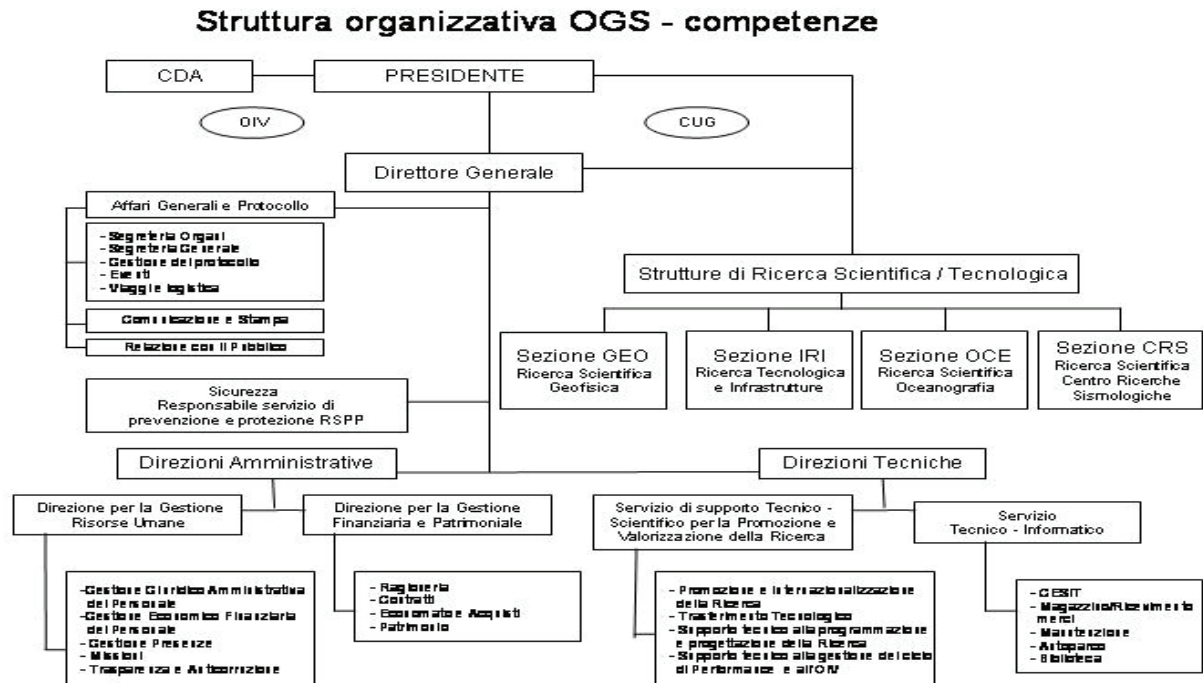 Struttura organizzativa OGS - competenze
CDA
PRESIDENTE
OIV
CUG
Direttore Generale
Affari Generali e Protocollo
- Segreteria Organi
- Segreteria Generale
- Gestione del protocollo
- Eventi
- Viaggi e logistica
Comunicazione e Stampa
Relazione con il Pubblico
Strutture di Ricerca Scientifica / Tecnologica
Sezione GEO
Ricerca Scientifica
Geofisica
Sezione IRI
Ricerca Tecnologica
e Infrastrutture
Sezione OCE
Ricerca Scientifica
Oceanografia
Sezione CRS
Ricerca Scientifica
Centro Ricerche
Sismologiche
Sicurezza
Responsabile servizio di
prevenzione e protezione RSPP
Direzioni Amministrative
Direzioni Tecniche
Direzione per la Gestione
Risorse Umane
Direzione per la Gestione
Finanziaria e Patrimoniale
Servizio di supporto Tecnico -
Scientifico per la Promozione e
Valorizzazione della Ricerca
Servizio
Tecnico - Informatico
-Gestione Giuridico Amministrativa
del Personale
-Gestione Economico Finanziaria
del Personale
- Gestione Presenze
- Missioni
- Trasparenza e Anticorruzione
- Ragioneria
- Contratti
- Economato e Acquisti
- Patrimonio
- Promozione e internazionalizzazione
della Ricerca
- Trasferimento Tecnologico
- Supporto tecnico alla programmazione
e progettazione della Ricerca
- Supporto tecnico alla gestione del ciclo
di Performance e all'OIV
- CESIT
- Magazzino/Ricevimento
merci
- Manutenzione
- Autoparco
- Biblioteca